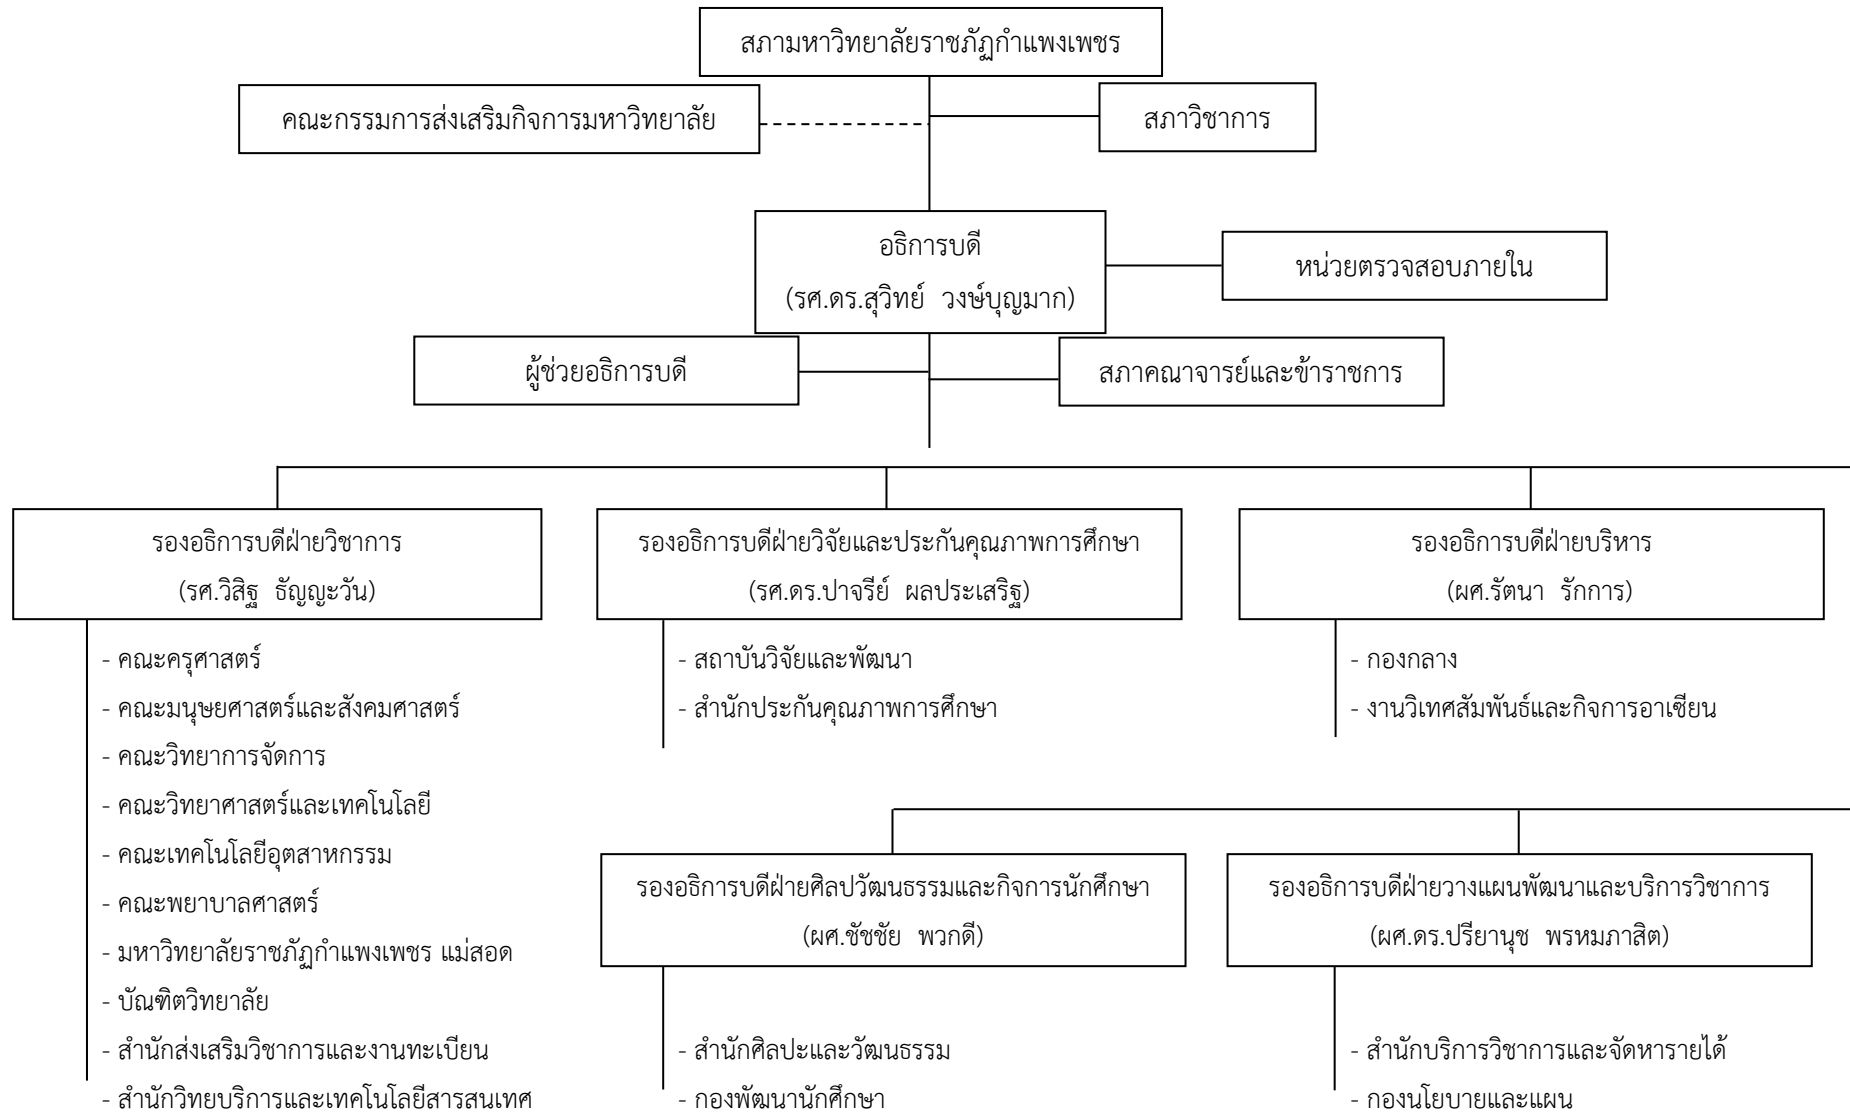 สภามหาวิทยาลัยราชภัฏกำแพงเพชร
คณะกรรมการส่งเสริมกิจการมหาวิทยาลัย
สภาวิชาการ
อธิการบดี
(รศ.ดร.สุวิทย์ วงษ์บุญมาก)
หน่วยตรวจสอบภายใน
ผู้ช่วยอธิการบดี
สภาคณาจารย์และข้าราชการ
รองอธิการบดีฝ่ายวิชาการ
(รศ.วิสิฐ ธัญญะวัน)
- คณะครุศาสตร์
- คณะมนุษยศาสตร์และสังคมศาสตร์
- คณะวิทยาการจัดการ
- คณะวิทยาศาสตร์และเทคโนโลยี
- คณะเทคโนโลยีอุตสาหกรรม
- คณะพยาบาลศาสตร์
- มหาวิทยาลัยราชภัฏกำแพงเพชร แม่สอด
- บัณฑิตวิทยาลัย
- สำนักส่งเสริมวิชาการและงานทะเบียน
- สำนักวิทยบริการและเทคโนโลยีสารสนเทศ
รองอธิการบดีฝ่ายวิจัยและประกันคุณภาพการศึกษา
(รศ.ดร.ปาจรีย์ ผลประเสริฐ)
- สถาบันวิจัยและพัฒนา
- สำนักประกันคุณภาพการศึกษา
รองอธิการบดีฝ่ายบริหาร
(ผศ.รัตนา รักการ)
- กองกลาง
- งานวิเทศสัมพันธ์และกิจการอาเซียน
รองอธิการบดีฝ่ายศิลปวัฒนธรรมและกิจการนักศึกษา
(ผศ.ชัชชัย พวกดี)
- สำนักศิลปะและวัฒนธรรม
- กองพัฒนานักศึกษา
รองอธิการบดีฝ่ายวางแผนพัฒนาและบริการวิชาการ
(ผศ.ดร.ปรียานุช พรหมภาสิต)
- สำนักบริการวิชาการและจัดหารายได้
- กองนโยบายและแผน